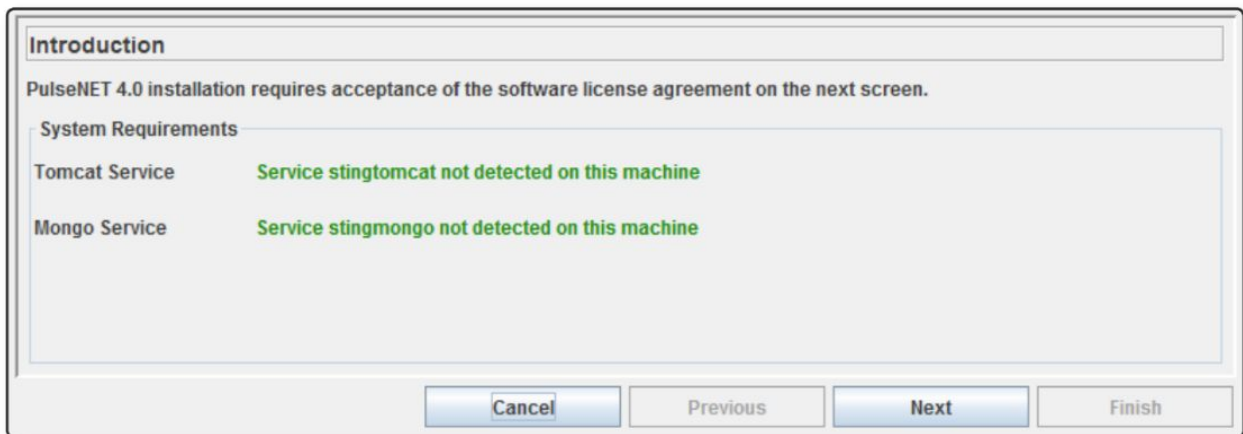 Introduction
PulseNET 4.0 installation requires acceptance of the software license agreement on the next screen.
System Requirements
Tomcat Service Service stingtomcat not detected on this machine
Mongo Service Service stingmongo not detected on this machine
Cancel Previous Next Finish